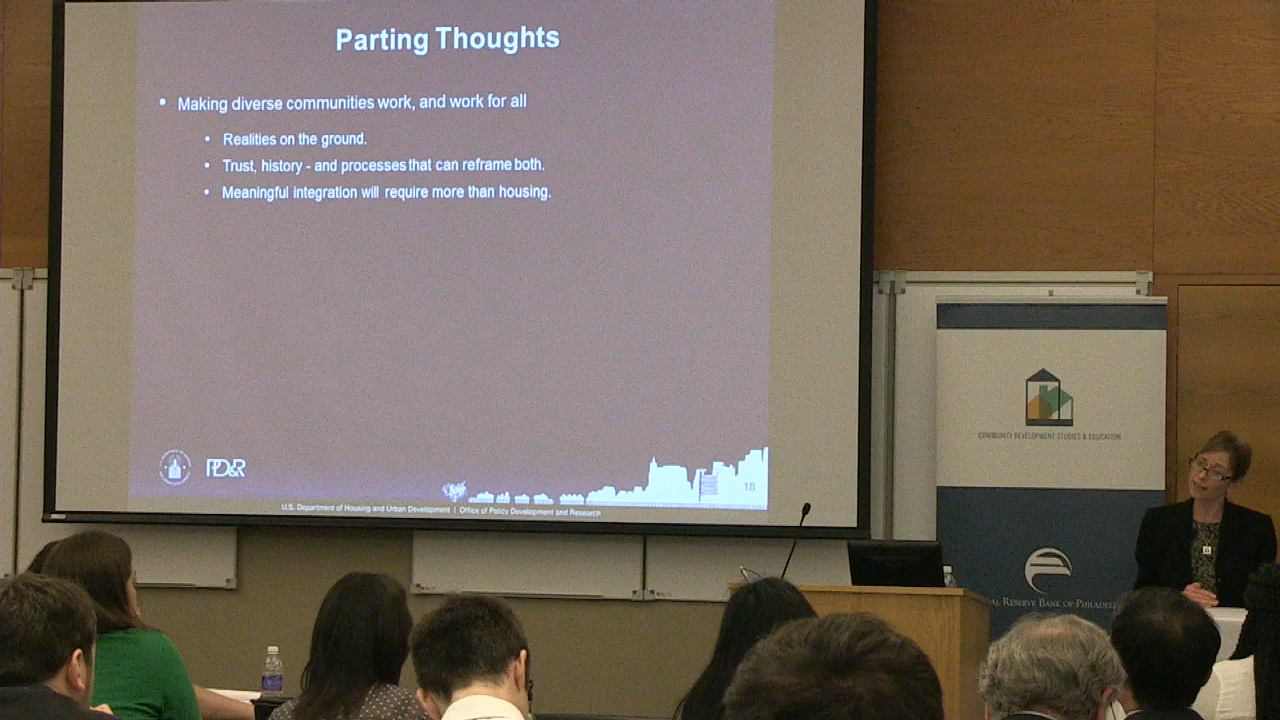 Parting Thoughts
• Making diverse communities work, and work for all
• Realities on the ground.
• Trust, history - and processes that can reframe both.
• Meaningful integration will require more than housing.
PD&R
18
U.S. Department of Housing and Urban Development | Office of Policy Development and Research
COMMUNITY DEVELOPMENT STUDIES & EDUCATION
AL RESERVE BANK OF PHILADEL